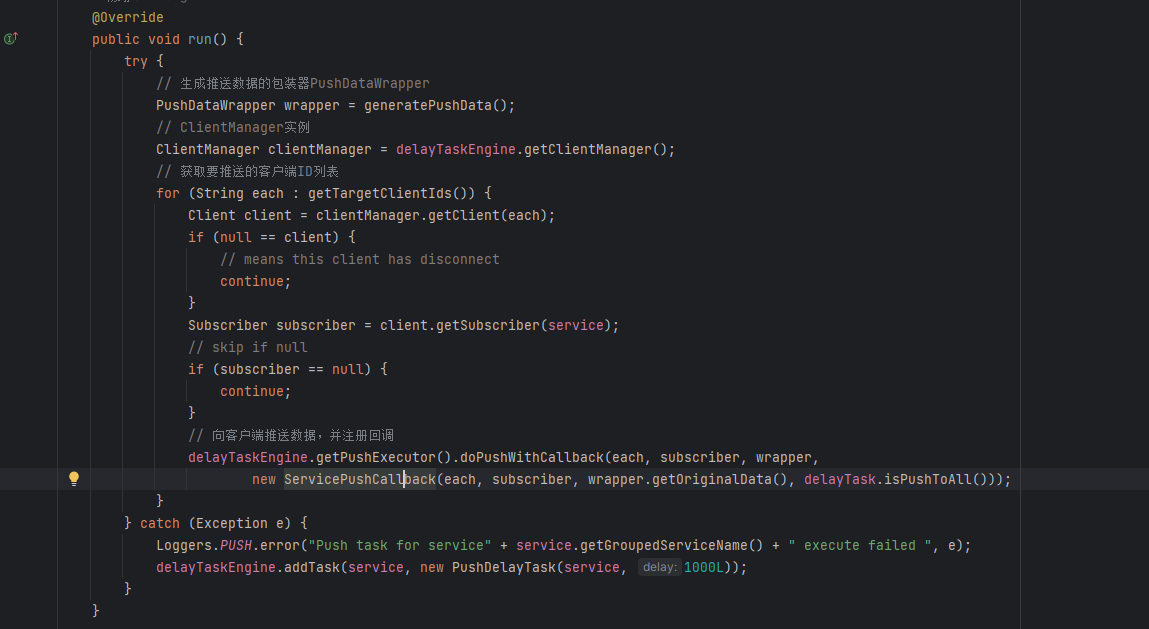 @Override
public void run() {
try {
// 生成推送数据的包装器PushDataWrapper
PushDataWrapper wrapper = generatePushData();
// ClientManager实例
ClientManager clientManager = delayTaskEngine.getClientManager();
// 获取要推送的客户端ID列表
for (String each : getTargetClientIds()) {
Client client = clientManager.getClient(each);
if (null == client) {
// means this client has disconnect
continue;
}
Subscriber subscriber = client.getSubscriber(service);
// skip if null
if (subscriber == null) {
continue;
}
// 向客户端推送数据，并注册回调
delayTaskEngine.getPushExecutor().doPushWithCallback(each, subscriber, wrapper,
new ServicePushCallback(each, subscriber, wrapper.getOriginalData(), delayTask.isPushToAll()));
}
} catch (Exception e) {
Loggers.PUSH.error("Push task for service" + service.getGroupedServiceName() + " execute failed ", e);
delayTaskEngine.addTask(service, new PushDelayTask(service, delay: 1000L));
}
}